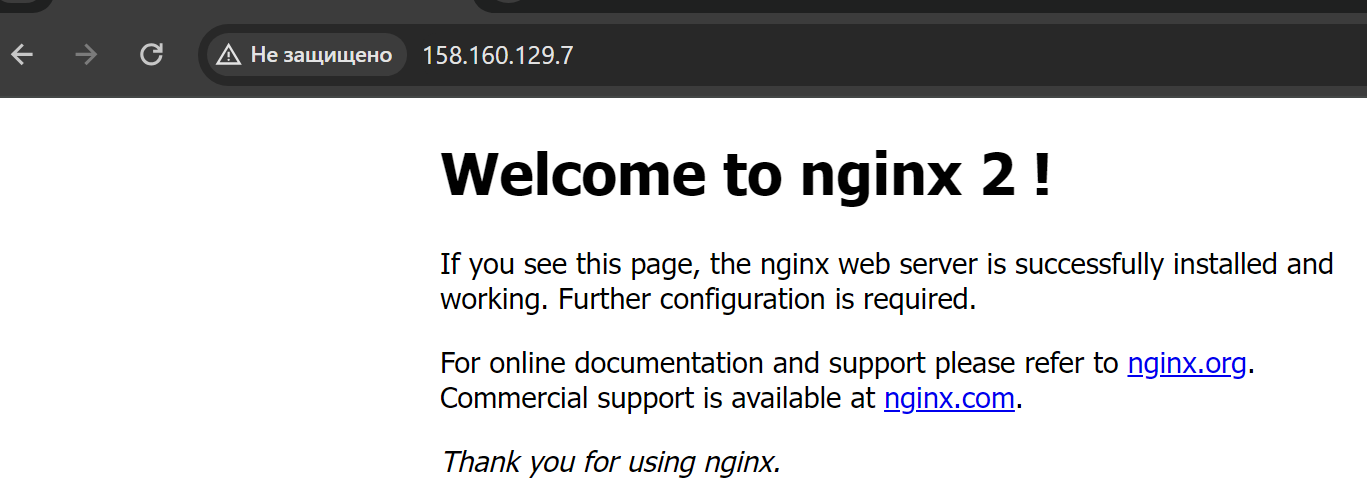 Не защищено 158.160.129.7
Welcome to nginx 2 !
If you see this page, the nginx web server is successfully installed and
working. Further configuration is required.
For online documentation and support please refer to nginx.org.
Commercial support is available at nginx.com.
Thank you for using nginx.